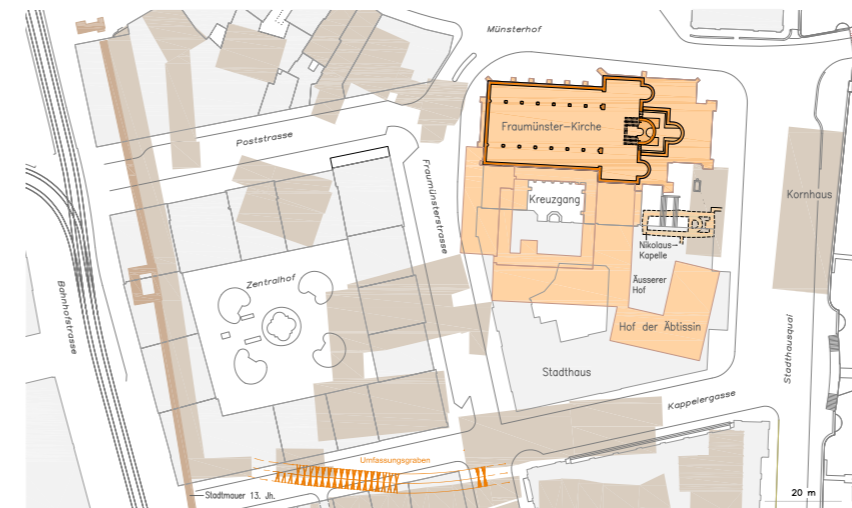 Münsterhof
Fraumünster-Kirche
Poststrasse
Fraumünsterstrasse
Kreuzgang
Kornhaus
Nikolaus-
Kapelle
Äusserer
Hof
Zentralhof
Bahnhofstrasse
Hof der Äbtissin
Stadthausquai
Stadthaus
Kappelergasse
Umfassungsgraben
Stadtmauer 13. Jh.
20 m